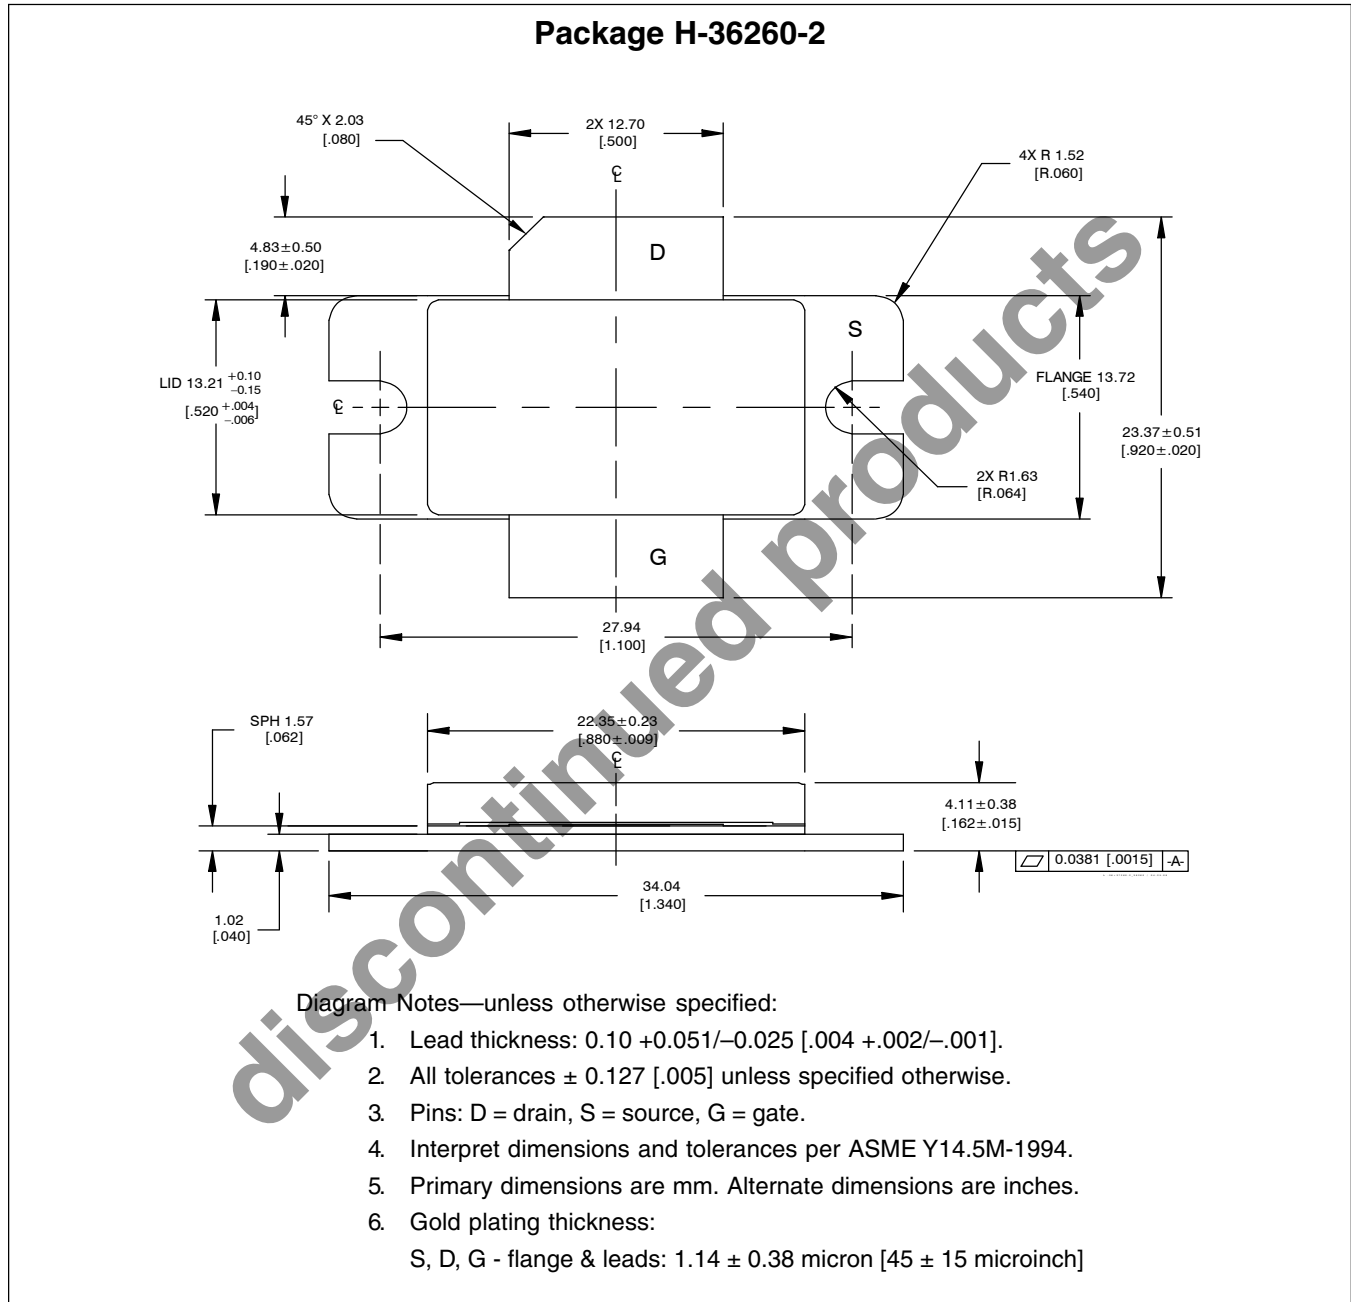 Package H-36260-2
45° X 2.03
[.080]
2X 12.70
[.500]
CL
4X R 1.52
[R.060]
4.83±0.50
[.190±.020]
D
S
LID 13.21 +0.10
–0.15
[.520 +.004
–.006]
CL
FLANGE 13.72
[.540]
23.37±0.51
[.920±.020]
2X R1.63
[R.064]
G
27.94
[1.100]
SPH 1.57
[.062]
22.35±0.23
[.880±.009]
CL
4.11±0.38
[.162±.015]
0.0381 [.0015] -A-
34.04
[1.340]
1.02
[.040]
discontinued products
Diagram Notes—unless otherwise specified:
1. Lead thickness: 0.10 +0.051/–0.025 [.004 +.002/–.001].
2. All tolerances ± 0.127 [.005] unless specified otherwise.
3. Pins: D = drain, S = source, G = gate.
4. Interpret dimensions and tolerances per ASME Y14.5M-1994.
5. Primary dimensions are mm. Alternate dimensions are inches.
6. Gold plating thickness:
S, D, G - flange & leads: 1.14 ± 0.38 micron [45 ± 15 microinch]